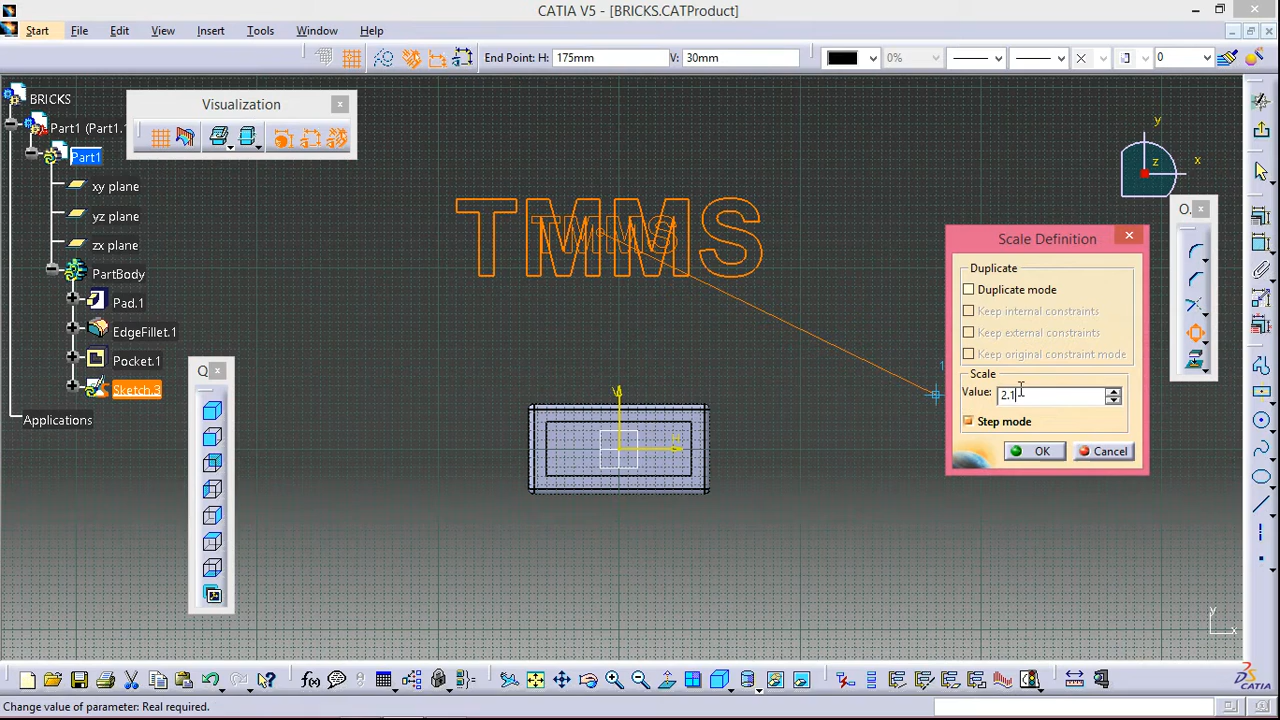 CATIA V5 - [BRICKS.CATProduct]
Start File Edit View Insert Tools Window Help
End Point: H: 175mm V: 30mm 0% 0
BRICKS
Visualization
Part1 (Part1.
Part1
xy plane
yz plane
zx plane
PartBody
Pad.1
EdgeFillet.1
Pocket.1
Sketch.3
Applications
Q
TMMS
TMMS
y
x
z
O.
V
H
Scale Definition
Duplicate
Duplicate mode
Keep internal constraints
Keep external constraints
Keep original constraint mode
Scale
Value: 2.1
Step mode
OK Cancel
y
x
f(x)
Change value of parameter: Real required.